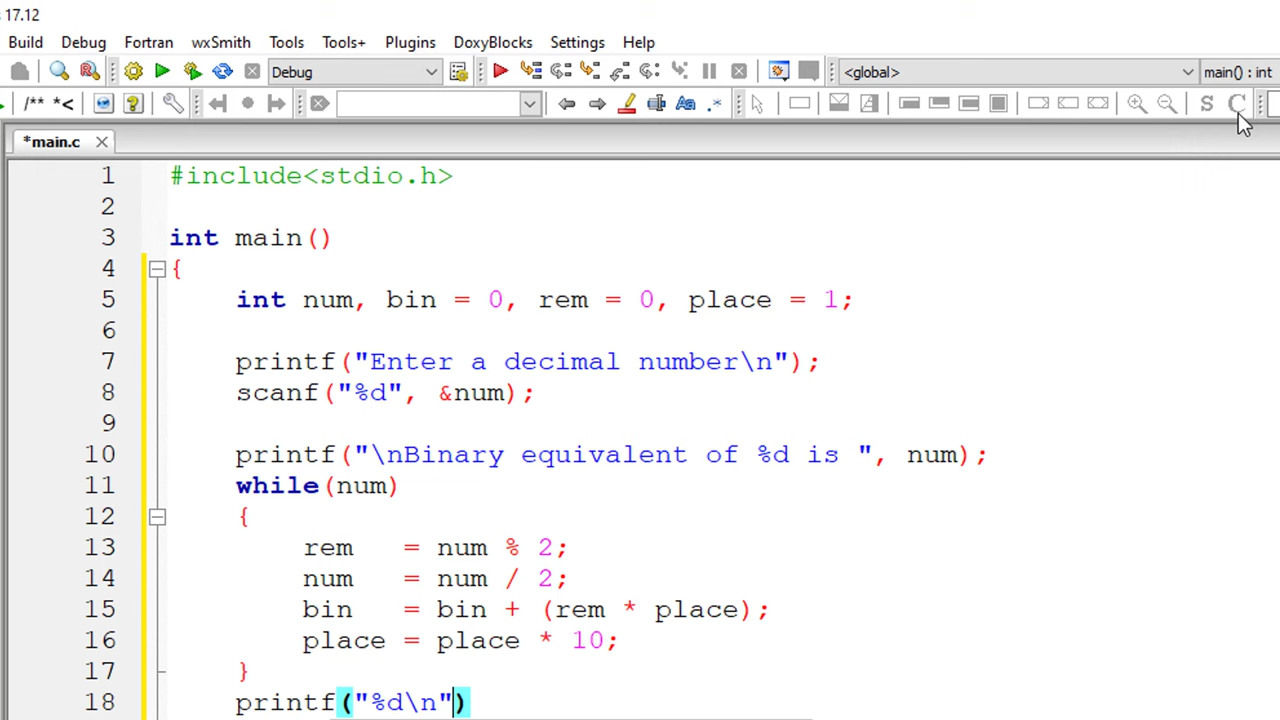 s 17.12
Build Debug Fortran wxSmith Tools Tools+ Plugins DoxyBlocks Settings Help
Debug <global> main() : int
/** *< Aa .* S C
*main.c
1 #include<stdio.h>
2
3 int main()
4 {
5 int num, bin = 0, rem = 0, place = 1;
6
7 printf("Enter a decimal number\n");
8 scanf("%d", &num);
9
10 printf("\nBinary equivalent of %d is ", num);
11 while(num)
12 {
13 rem = num % 2;
14 num = num / 2;
15 bin = bin + (rem * place);
16 place = place * 10;
17 }
18 printf("%d\n")